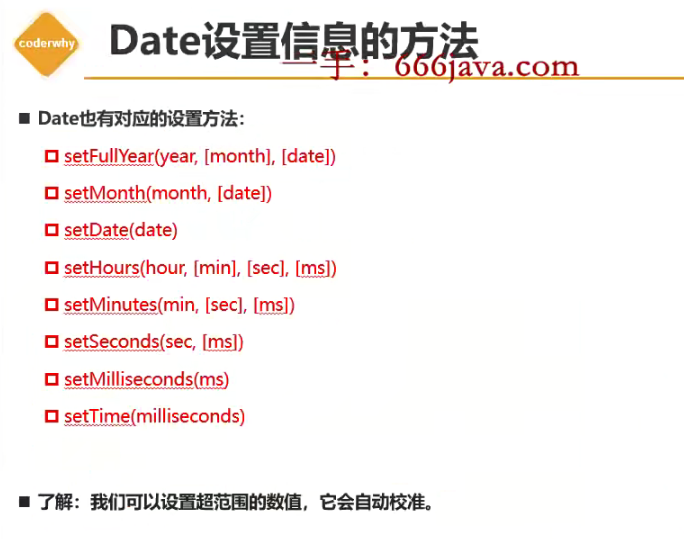 coderwhy
Date设置信息的方法
一手：666java.com
■ Date也有对应的设置方法：
setFullYear(year, [month], [date])
setMonth(month, [date])
setDate(date)
setHours(hour, [min], [sec], [ms])
setMinutes(min, [sec], [ms])
setSeconds(sec, [ms])
setMilliseconds(ms)
setTime(milliseconds)
■ 了解：我们可以设置超范围的数值，它会自动校准。